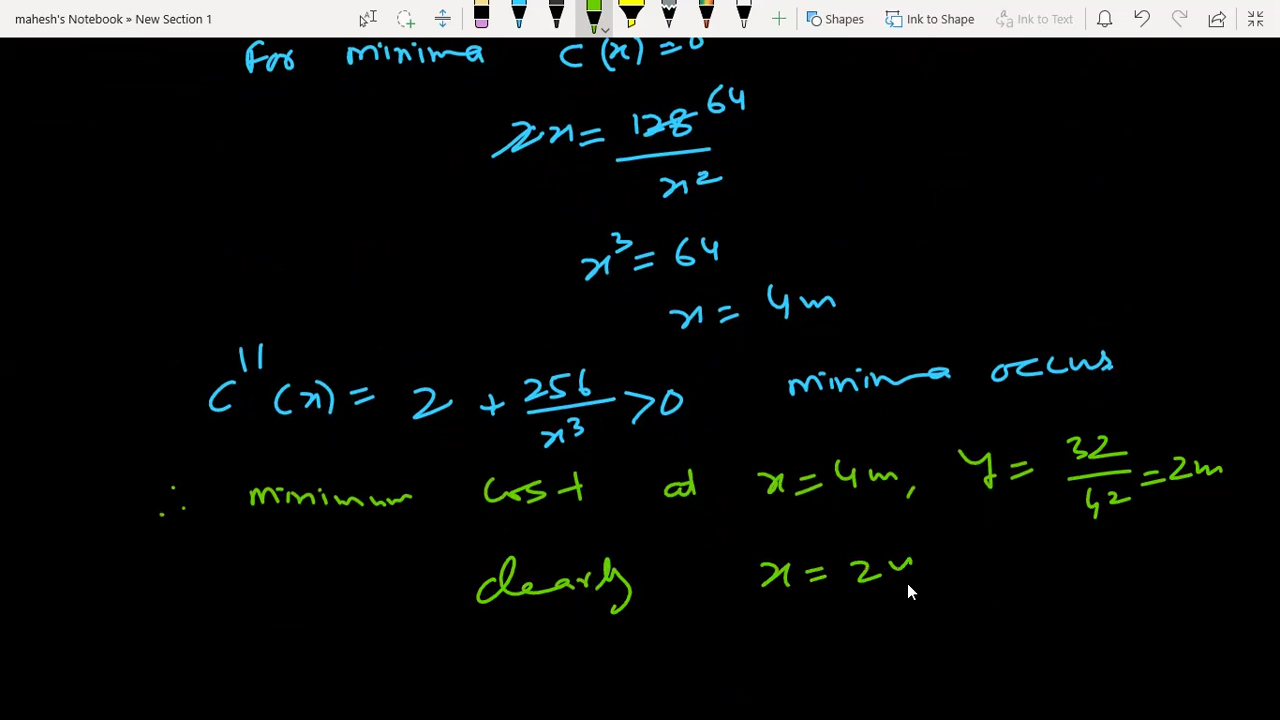 mahesh's Notebook » New Section 1
Shapes
Ink to Shape
Ink to Text
For minima C (x) = 0
2x = 128 64 / x²
x³ = 64
x = 4m
C''(x) = 2 + 256/x³ >0 minima occurs
∴ minimum cost at x = 4m, y = 32/4² = 2m
clearly x = 2y